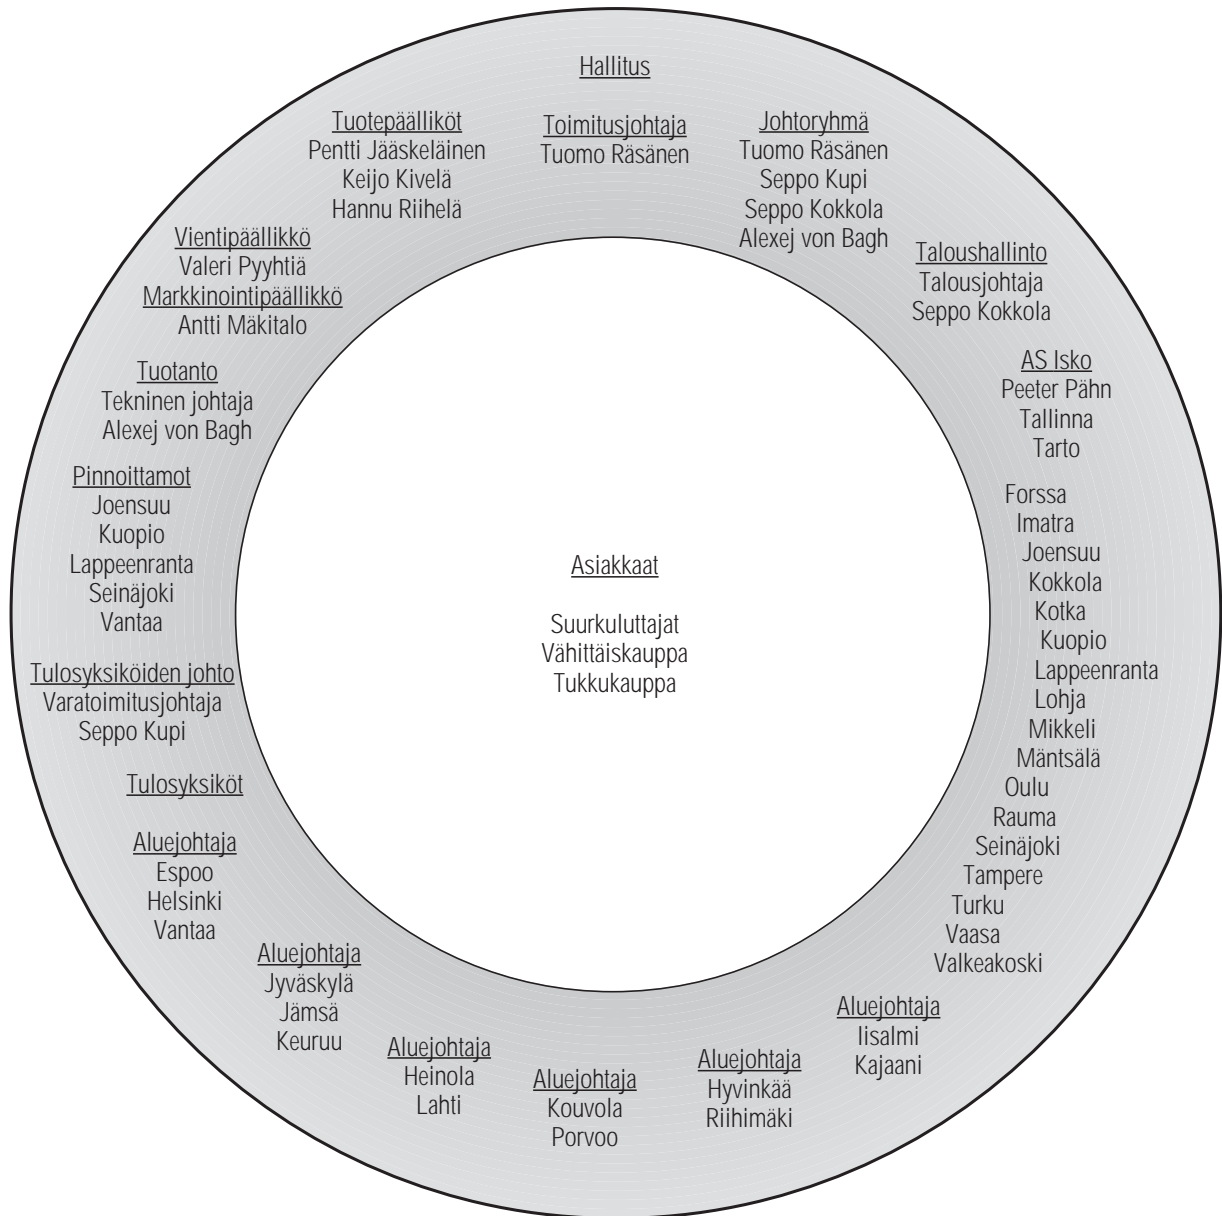 Hallitus
Toimitusjohtaja
Tuomo Räsänen
Johtoryhmä
Tuomo Räsänen
Seppo Kupi
Seppo Kokkola
Alexej von Bagh
Taloushallinto
Talousjohtaja
Seppo Kokkola
AS Isko
Peeter Pähn
Tallinna
Tarto
Forssa
Imatra
Joensuu
Kokkola
Kotka
Kuopio
Lappeenranta
Lohja
Mikkeli
Mäntsälä
Oulu
Rauma
Seinäjoki
Tampere
Turku
Vaasa
Valkeakoski
Aluejohtaja
Iisalmi
Kajaani
Aluejohtaja
Hyvinkää
Riihimäki
Aluejohtaja
Kouvola
Porvoo
Aluejohtaja
Heinola
Lahti
Aluejohtaja
Jyväskylä
Jämsä
Keuruu
Aluejohtaja
Espoo
Helsinki
Vantaa
Tulosyksiköt
Tulosyksiköiden johto
Varatoimitusjohtaja
Seppo Kupi
Pinnoittamot
Joensuu
Kuopio
Lappeenranta
Seinäjoki
Vantaa
Tuotanto
Tekninen johtaja
Alexej von Bagh
Vientipäällikkö
Valeri Pyyhtiä
Markkinointipäällikkö
Antti Mäkitalo
Tuotepäälliköt
Pentti Jääskeläinen
Keijo Kivelä
Hannu Riihelä
Asiakkaat
Suurkuluttajat
Vähittäiskauppa
Tukkukauppa